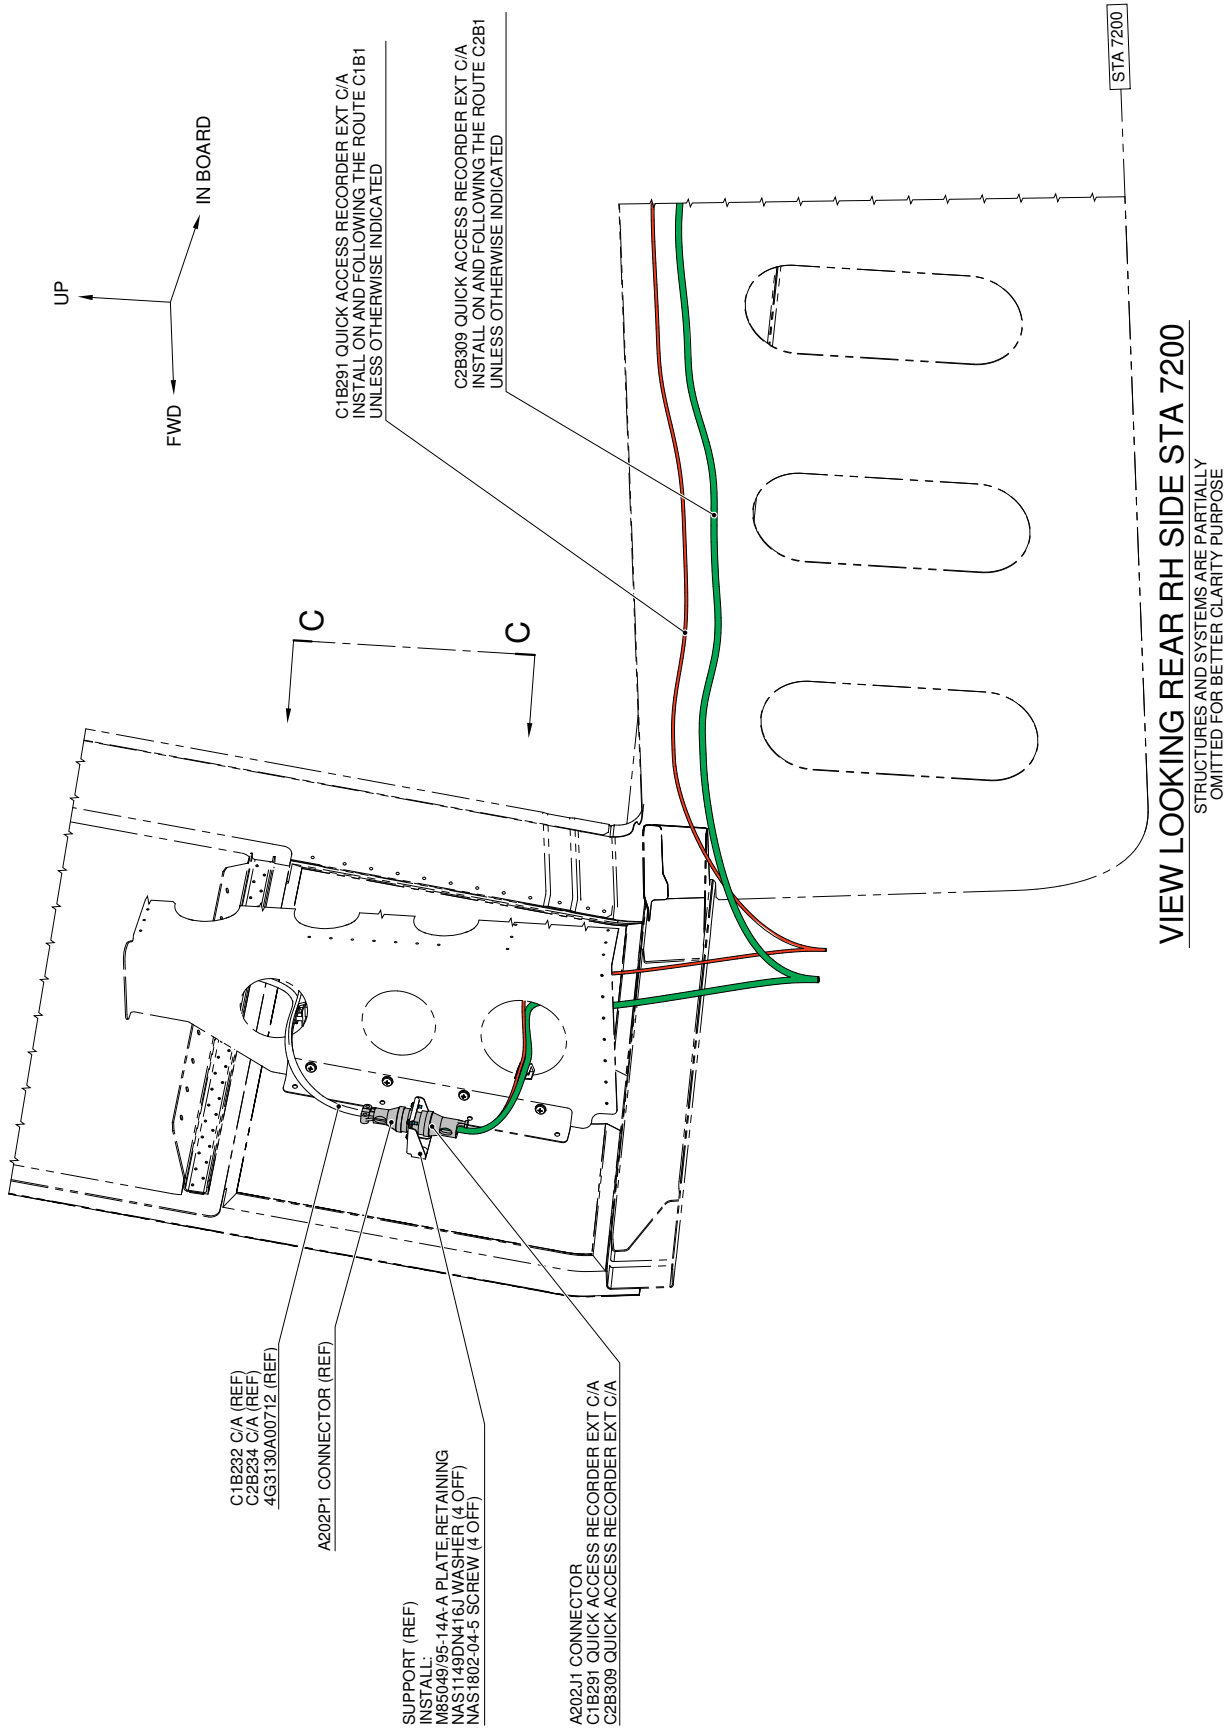 UP
FWD
IN BOARD
C1B291 QUICK ACCESS RECORDER EXT C/A
INSTALL ON AND FOLLOWING THE ROUTE C1B1
UNLESS OTHERWISE INDICATED
C2B309 QUICK ACCESS RECORDER EXT C/A
INSTALL ON AND FOLLOWING THE ROUTE C2B1
UNLESS OTHERWISE INDICATED
C
C
C1B232 C/A (REF)
C2B234 C/A (REF)
4G3130A00712 (REF)
A202P1 CONNECTOR (REF)
SUPPORT (REF)
INSTALL:
M85049/95-14A-A PLATE,RETAINING
NAS1149DN416J WASHER (4 OFF)
NAS1802-04-5 SCREW (4 OFF)
A202J1 CONNECTOR
C1B291 QUICK ACCESS RECORDER EXT C/A
C2B309 QUICK ACCESS RECORDER EXT C/A
STA 7200
VIEW LOOKING REAR RH SIDE STA 7200
STRUCTURES AND SYSTEMS ARE PARTIALLY
OMITTED FOR BETTER CLARITY PURPOSE